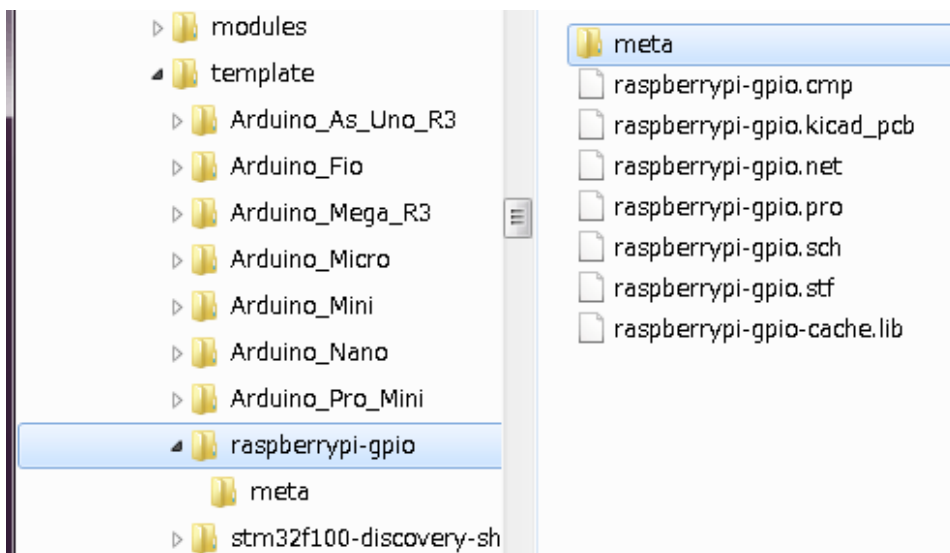 modules
template
Arduino_As_Uno_R3
Arduino_Fio
Arduino_Mega_R3
Arduino_Micro
Arduino_Mini
Arduino_Nano
Arduino_Pro_Mini
raspberrypi-gpio
meta
stm32f100-discovery-sh
meta
raspberrypi-gpio.cmp
raspberrypi-gpio.kicad_pcb
raspberrypi-gpio.net
raspberrypi-gpio.pro
raspberrypi-gpio.sch
raspberrypi-gpio.stf
raspberrypi-gpio-cache.lib